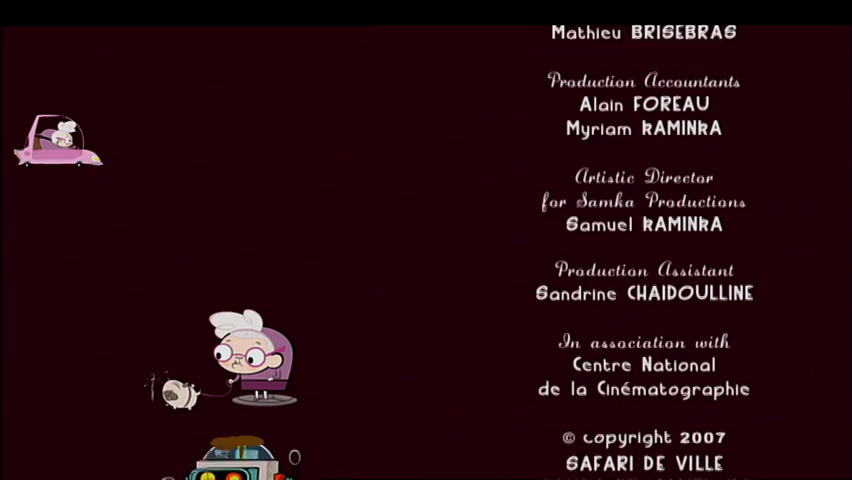 Mathieu BRISEBRAS
Production Accountants
Alain FOREAU
Myriam KAMINKA
Artistic Director
for Samka Productions
Samuel KAMINKA
Production Assistant
Sandrine CHAIDOULLINE
In association with
Centre National
de la Cinématographie
© copyright 2007
SAFARI DE VILLE